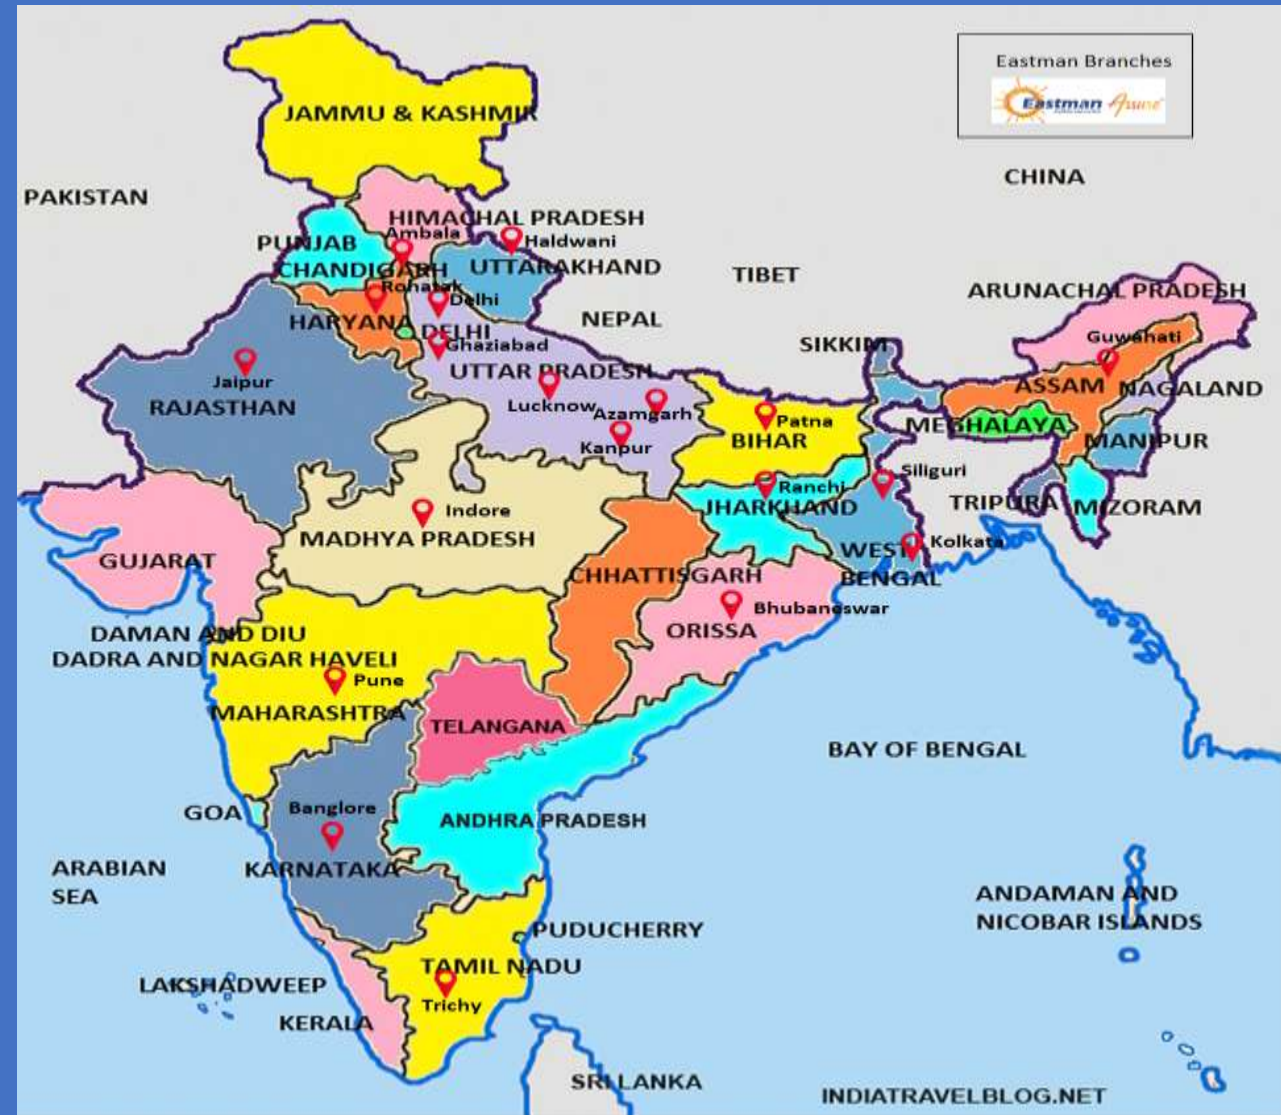 Eastman Branches
Eastman Assure
JAMMU & KASHMIR
CHINA
PAKISTAN
HIMACHAL PRADESH
Ambala
PUNJAB
Haldwani
CHANDIGARH
UTTARAKHAND
TIBET
Rohatak
Delhi
ARUNACHAL PRADESH
HARYANA
DELHI
NEPAL
Guwahati
Ghaziabad
SIKKIM
UTTAR PRADESH
Jaipur
ASSAM
NAGALAND
RAJASTHAN
Lucknow
Azamgarh
Patna
MEGHALAYA
Kanpur
BIHAR
MANIPUR
Siliguri
Ranchi
JHARKHAND
TRIPURA
MIZORAM
Indore
MADHYA PRADESH
WEST
BENGAL
Kolkata
GUJARAT
CHHATTISGARH
Bhubaneswar
ORISSA
DAMAN AND DIU
DADRA AND NAGAR HAVELI
Pune
MAHARASHTRA
TELANGANA
BAY OF BENGAL
GOA
Banglore
ANDHRA PRADESH
KARNATAKA
ARABIAN
SEA
ANDAMAN AND
NICOBAR ISLANDS
PUDUCHERRY
TAMIL NADU
LAKSHADWEEP
Trichy
KERALA
SRI LANKA
INDIATRAVELBLOG.NET